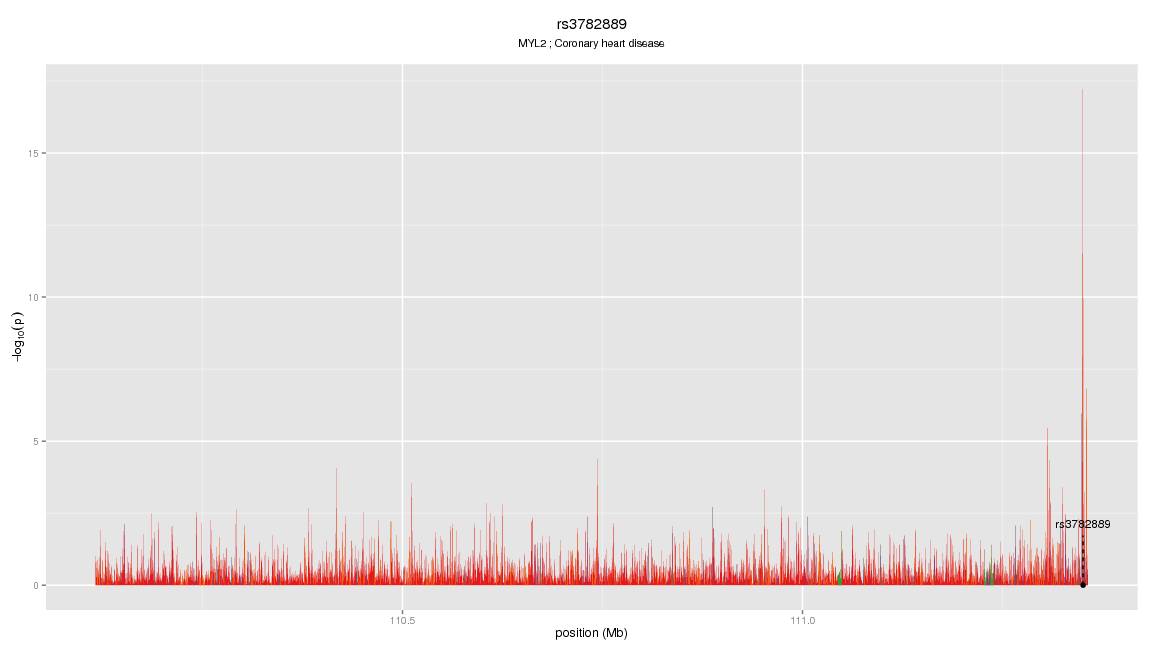 rs3782889
MYL2 ; Coronary heart disease
15
10
5
0
−log10(p)
rs3782889
110.5
111.0
position (Mb)